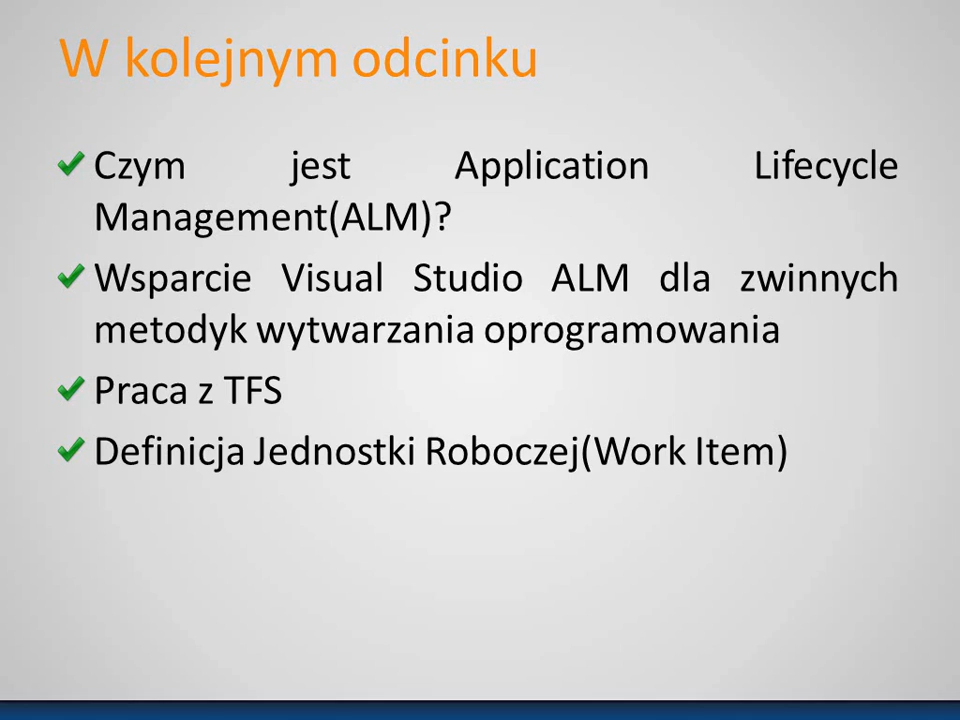 W kolejnym odcinku
Czym jest Application Lifecycle
Management(ALM)?
Wsparcie Visual Studio ALM dla zwinnych
metodyk wytwarzania oprogramowania
Praca z TFS
Definicja Jednostki Roboczej(Work Item)